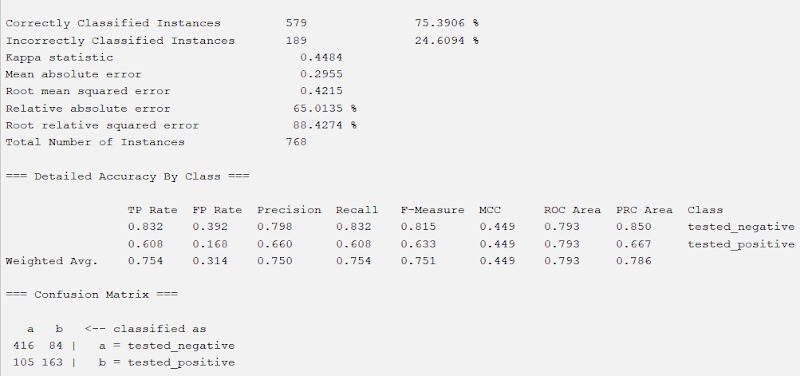 Correctly Classified Instances 579 75.3906 %
Incorrectly Classified Instances 189 24.6094 %
Kappa statistic 0.4484
Mean absolute error 0.2955
Root mean squared error 0.4215
Relative absolute error 65.0135 %
Root relative squared error 88.4274 %
Total Number of Instances 768
=== Detailed Accuracy By Class ===
TP Rate FP Rate Precision Recall F-Measure MCC ROC Area PRC Area Class
0.832 0.392 0.798 0.832 0.815 0.449 0.793 0.850 tested_negative
0.608 0.168 0.660 0.608 0.633 0.449 0.793 0.667 tested_positive
Weighted Avg. 0.754 0.314 0.750 0.754 0.751 0.449 0.793 0.786
=== Confusion Matrix ===
a b <-- classified as
416 84 | a = tested_negative
105 163 | b = tested_positive